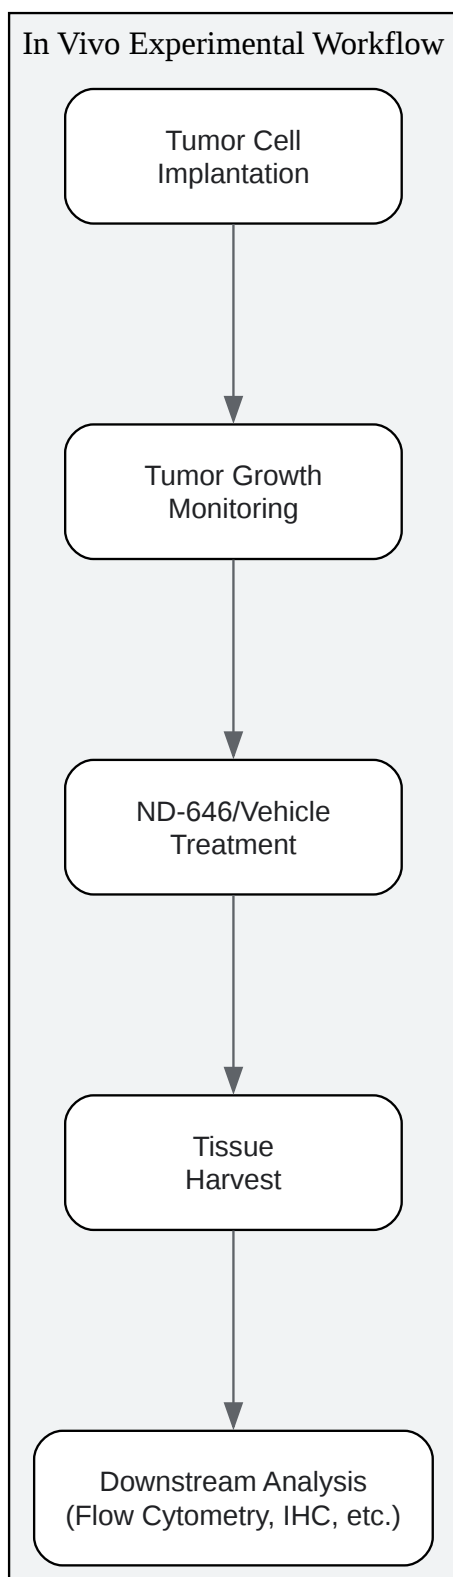 In Vivo Experimental Workflow
Tumor Cell
Implantation
Tumor Growth
Monitoring
ND-646/Vehicle
Treatment
Tissue
Harvest
Downstream Analysis
(Flow Cytometry, IHC, etc.)